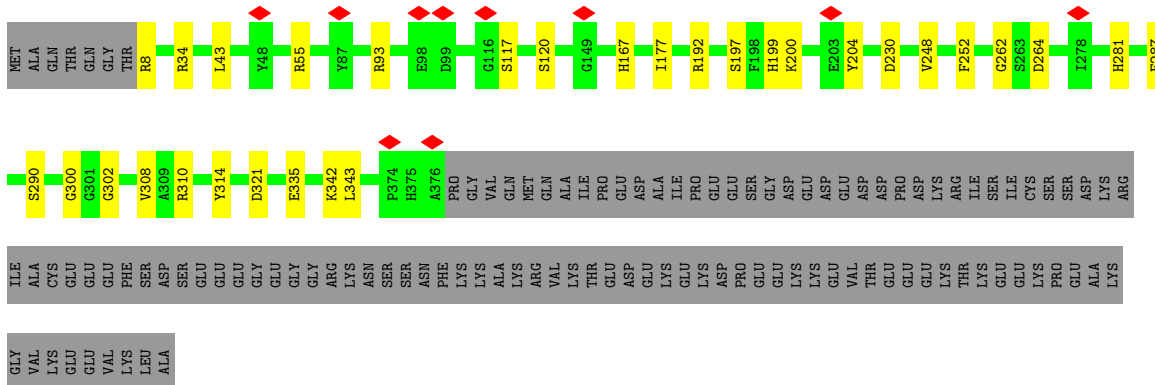 MET ALA GLN THR GLN GLY THR R8 R34 L43 Y48 R55 Y87 R93 E98 D99 G116 S117 S120 G149 H167 I177 R192 S197 F198 H199 K200 E203 Y204 D230 V248 F252 G262 S263 D264 I278 H281
S290 G300 G301 G302 V308 A309 R310 Y314 D321 E335 K342 L343 P374 H375 A376 PRO GLY VAL GLN MET GLN ALA ILE PRO GLU ASP ALA ILE PRO GLU GLU SER GLY ASP GLU ASP GLU ASP ASP PRO ASP LYS ARG ILE SER ILE CYS SER SER ASP LYS ARG
ILE ALA CYS GLU GLU GLU PHE SER ASP SER GLU GLU GLU GLY GLU GLY GLY ARG LYS ASN SER SER ASN PHE LYS LYS ALA LYS ARG VAL LYS THR GLU ASP GLU LYS GLU LYS ASP PRO GLU GLU LYS LYS GLU VAL THR GLU GLU GLU LYS THR LYS GLU GLU LYS PRO GLU ALA LYS
GLY VAL LYS GLU GLU VAL LYS LEU ALA